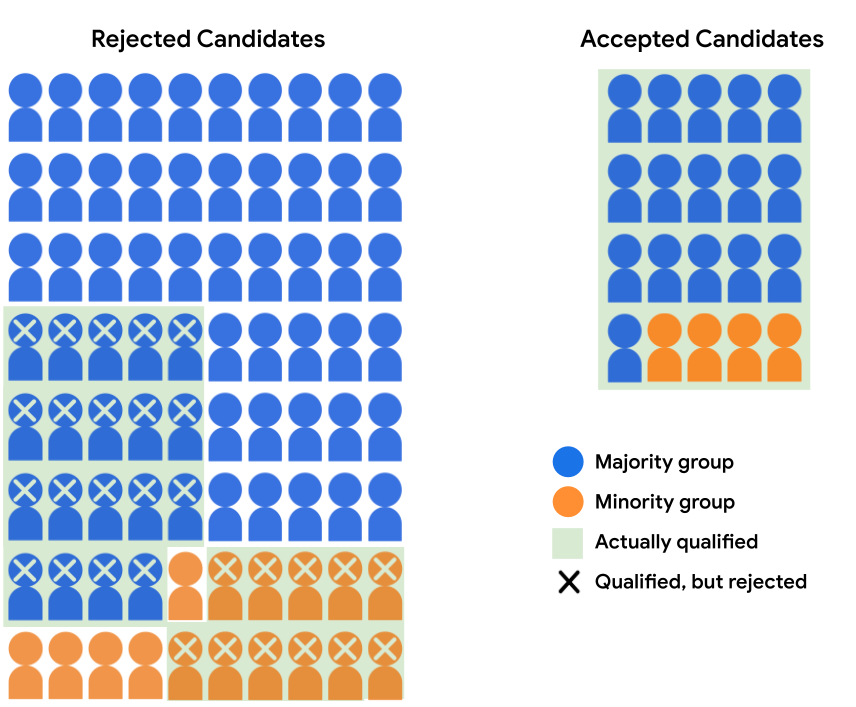 Rejected Candidates
Accepted Candidates
Majority group
Minority group
Actually qualified
Qualified, but rejected